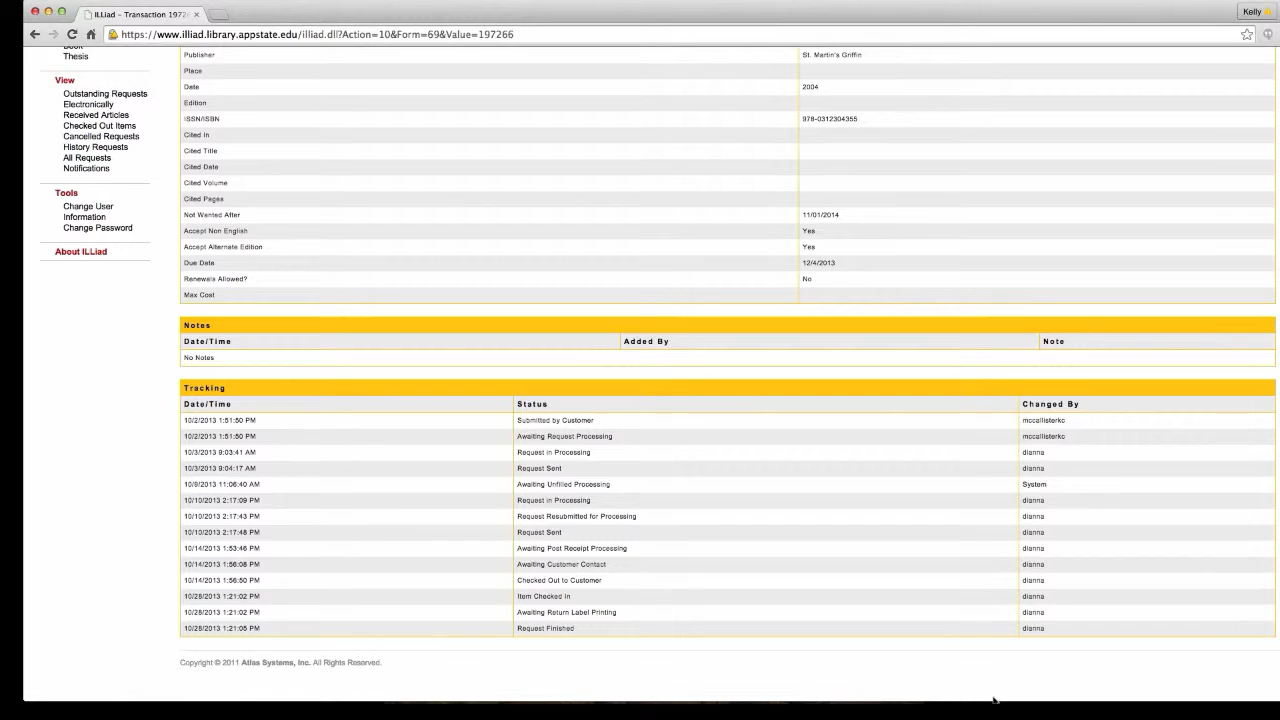 ILLiad – Transaction 1972
Kelly
https://www.illiad.library.appstate.edu/illiad.dll?Action=10&Form=69&Value=197266
Thesis
View
Outstanding Requests
Electronically
Received Articles
Checked Out Items
Cancelled Requests
History Requests
All Requests
Notifications
Tools
Change User
Information
Change Password
About ILLiad
Publisher St. Martin's Griffin
Place
Date 2004
Edition
ISSN/ISBN 978-0312304355
Cited In
Cited Title
Cited Date
Cited Volume
Cited Pages
Not Wanted After 11/01/2014
Accept Non English Yes
Accept Alternate Edition Yes
Due Date 12/4/2013
Renewals Allowed? No
Max Cost
Notes
Date/Time Added By Note
No Notes
Tracking
Date/Time Status Changed By
10/2/2013 1:51:50 PM Submitted by Customer mccallisterkc
10/2/2013 1:51:50 PM Awaiting Request Processing mccallisterkc
10/3/2013 9:03:41 AM Request in Processing dianna
10/3/2013 9:04:17 AM Request Sent dianna
10/9/2013 11:06:40 AM Awaiting Unfilled Processing System
10/10/2013 2:17:09 PM Request in Processing dianna
10/10/2013 2:17:43 PM Request Resubmitted for Processing dianna
10/10/2013 2:17:48 PM Request Sent dianna
10/14/2013 1:53:46 PM Awaiting Post Receipt Processing dianna
10/14/2013 1:56:08 PM Awaiting Customer Contact dianna
10/14/2013 1:56:50 PM Checked Out to Customer dianna
10/28/2013 1:21:02 PM Item Checked In dianna
10/28/2013 1:21:02 PM Awaiting Return Label Printing dianna
10/28/2013 1:21:05 PM Request Finished dianna
Copyright © 2011 Atlas Systems, Inc. All Rights Reserved.